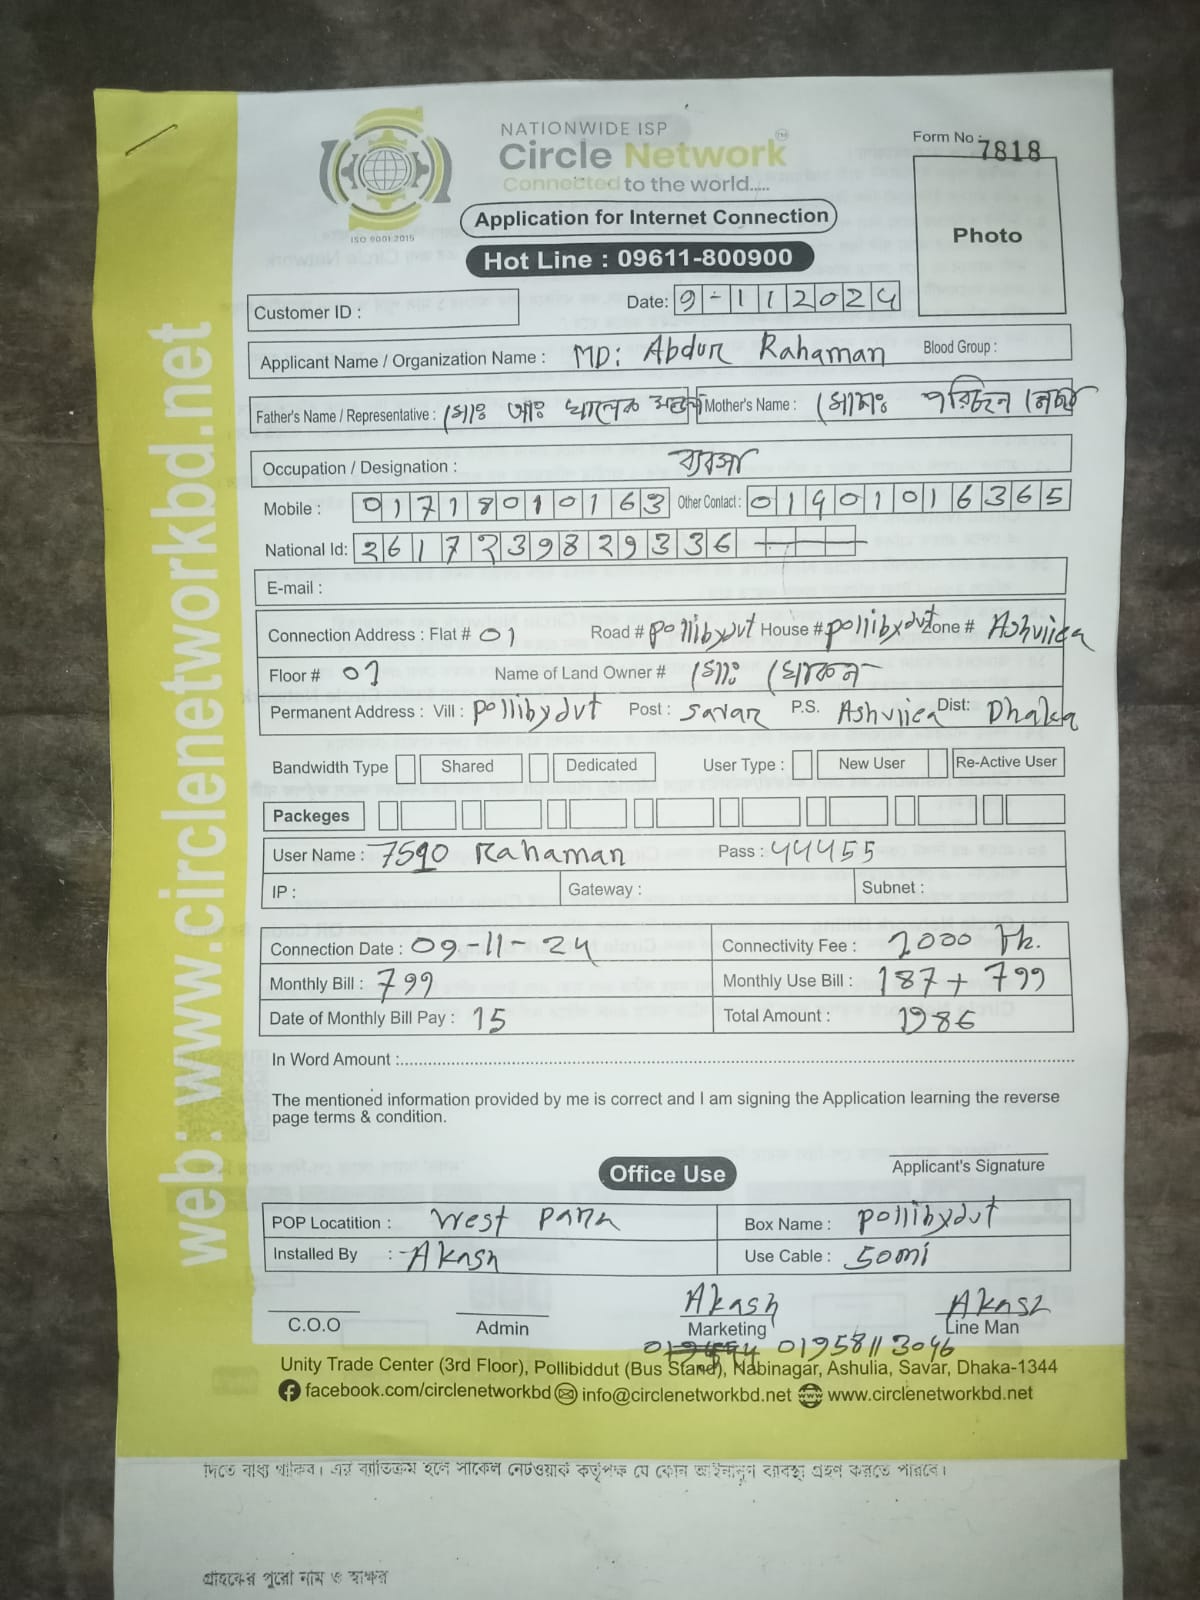 NATIONWIDE ISP
Circle Network™
Connected to the world.....
ISO 9001:2015
Form No : 7818
Photo
Application for Internet Connection
Hot Line : 09611-800900
Customer ID :
Date: 9-112024
Applicant Name / Organization Name : MD: Abdur Rahaman Blood Group :
Father's Name / Representative : মোঃ আঃ খালেক মন্ডল Mother's Name : মোসাঃ
Occupation / Designation : ব্যবসা
Mobile : 01718010163 Other Contact : 01901016365
National Id: 2617239829336
E-mail :
Connection Address : Flat # 01 Road # pollibydut House # pollibydut Zone # Ashuiiea
Floor # 01 Name of Land Owner # মোঃ
Permanent Address : Vill : pollibydut Post : savar P.S. Ashuiiea Dist: Dhaka
Bandwidth Type Shared Dedicated User Type : New User Re-Active User
Packeges
User Name : 7590 Rahaman Pass : 44455
IP : Gateway : Subnet :
Connection Date : 09-11-24 Connectivity Fee : 2000 Tk.
Monthly Bill : 799 Monthly Use Bill : 187 + 799
Date of Monthly Bill Pay : 15 Total Amount : 1986
In Word Amount :
The mentioned information provided by me is correct and I am signing the Application learning the reverse
page terms & condition.
Applicant's Signature
Office Use
POP Locatition : West Para Box Name : pollibydut
Installed By : Akash Use Cable : 50mi
Akash Akash
C.O.O Admin Marketing Line Man
01958113046
Unity Trade Center (3rd Floor), Pollibiddut (Bus Stand), Nabinagar, Ashulia, Savar, Dhaka-1344
facebook.com/circlenetworkbd info@circlenetworkbd.net www.circlenetworkbd.net
web: www.circlenetworkbd.net
দিতে বাধ্য থাকিব। এর ব্যতিক্রম হলে সার্কেল নেটওয়ার্ক কর্তৃপক্ষ যে কোন আইনানুগ ব্যবস্থা গ্রহণ করতে পারবে।
গ্রাহকের পুরো নাম ও স্বাক্ষর